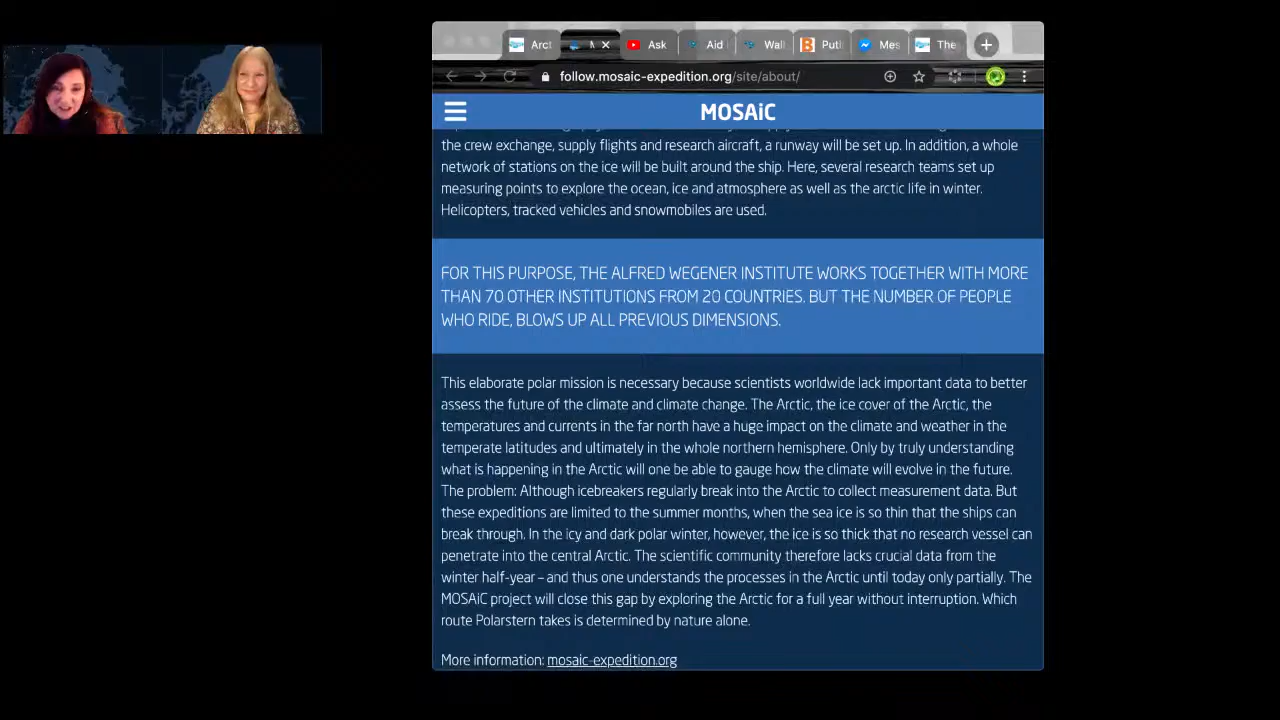 Arct
M
Ask
Aid
Wall
Put
Mes
The
follow.mosaic-expedition.org/site/about/
MOSAiC
the crew exchange, supply flights and research aircraft, a runway will be set up. In addition, a whole
network of stations on the ice will be built around the ship. Here, several research teams set up
measuring points to explore the ocean, ice and atmosphere as well as the arctic life in winter.
Helicopters, tracked vehicles and snowmobiles are used.
FOR THIS PURPOSE, THE ALFRED WEGENER INSTITUTE WORKS TOGETHER WITH MORE
THAN 70 OTHER INSTITUTIONS FROM 20 COUNTRIES. BUT THE NUMBER OF PEOPLE
WHO RIDE, BLOWS UP ALL PREVIOUS DIMENSIONS.
This elaborate polar mission is necessary because scientists worldwide lack important data to better
assess the future of the climate and climate change. The Arctic, the ice cover of the Arctic, the
temperatures and currents in the far north have a huge impact on the climate and weather in the
temperate latitudes and ultimately in the whole northern hemisphere. Only by truly understanding
what is happening in the Arctic will one be able to gauge how the climate will evolve in the future.
The problem: Although icebreakers regularly break into the Arctic to collect measurement data. But
these expeditions are limited to the summer months, when the sea ice is so thin that the ships can
break through. In the icy and dark polar winter, however, the ice is so thick that no research vessel can
penetrate into the central Arctic. The scientific community therefore lacks crucial data from the
winter half-year – and thus one understands the processes in the Arctic until today only partially. The
MOSAiC project will close this gap by exploring the Arctic for a full year without interruption. Which
route Polarstern takes is determined by nature alone.
More information: mosaic-expedition.org